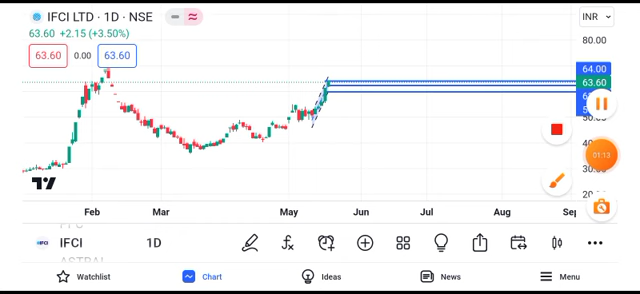 IFCI LTD · 1D · NSE
INR
63.60 +2.15 (+3.50%)
63.60 0.00 63.60
80.00
64.00
63.60
01:13
20
Feb Mar May Jun Jul Aug Sep
IFCI 1D
ASTRAL
Watchlist Chart Ideas News Menu